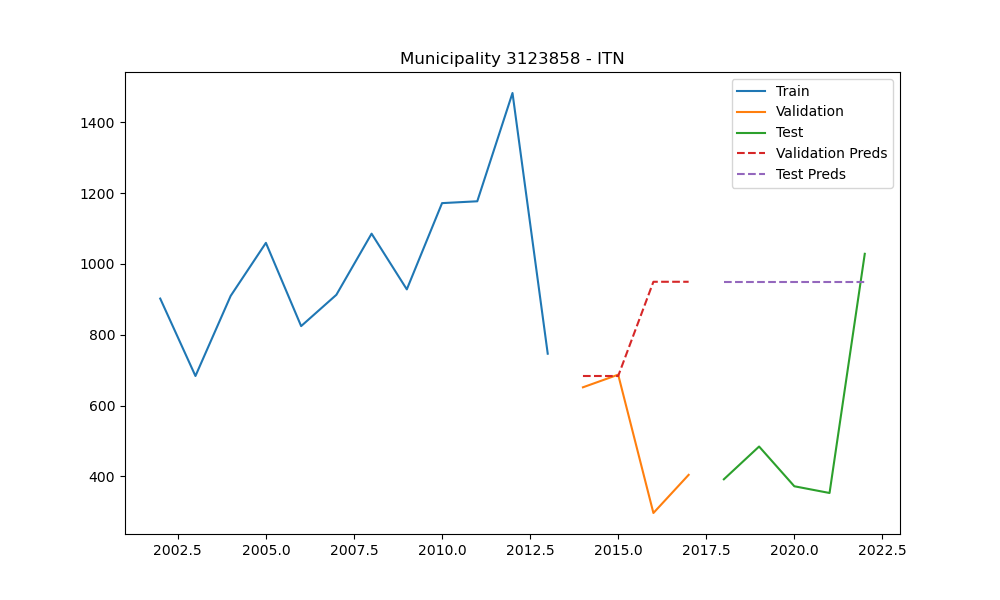 Municipality 3123858 - ITN
Train
Validation
Test
Validation Preds
Test Preds
1400
1200
1000
800
600
400
2002.5 2005.0 2007.5 2010.0 2012.5 2015.0 2017.5 2020.0 2022.5